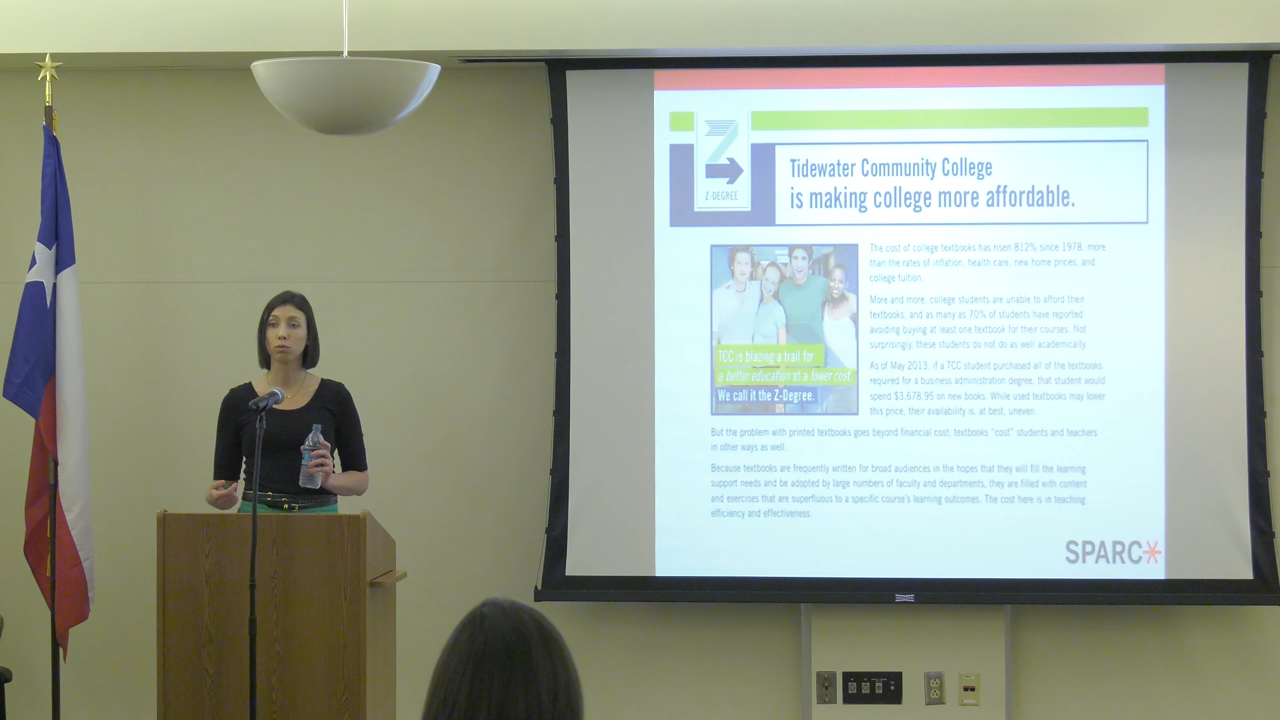 Z-DEGREE
Tidewater Community College
is making college more affordable.
The cost of college textbooks has risen 812% since 1978, more
than the rates of inflation, health care, new home prices, and
college tuition.
More and more, college students are unable to afford their
textbooks, and as many as 70% of students have reported
avoiding buying at least one textbook for their courses. Not
surprisingly, these students do not do as well academically.
As of May 2013, if a TCC student purchased all of the textbooks
required for a business administration degree, that student would
spend $3,678.95 on new books. While used textbooks may lower
this price, their availability is, at best, uneven.
TCC is blazing a trail for
a better education at a lower cost
We call it the Z-Degree.
But the problem with printed textbooks goes beyond financial cost; textbooks "cost" students and teachers
in other ways as well.
Because textbooks are frequently written for broad audiences in the hopes that they will fill the learning
support needs and be adopted by large numbers of faculty and departments, they are filled with content
and exercises that are superfluous to a specific course's learning outcomes. The cost here is in teaching
efficiency and effectiveness.
SPARC